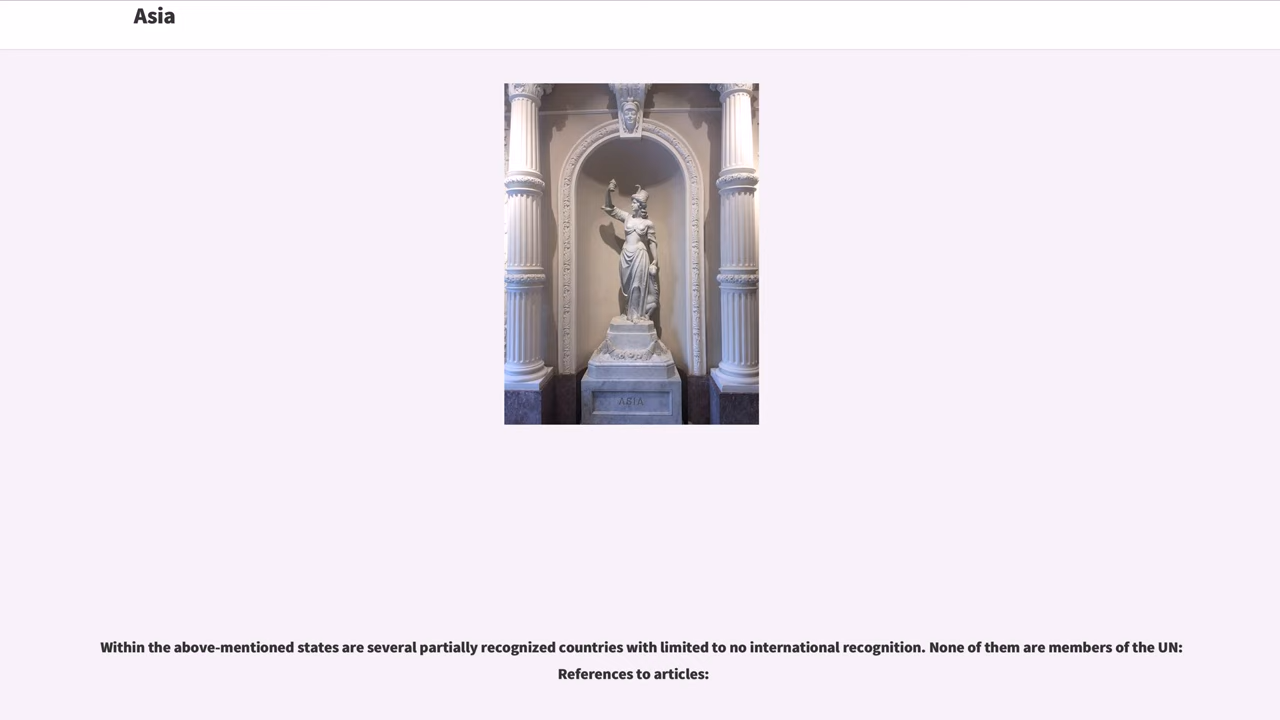 Asia
ASIA
Within the above-mentioned states are several partially recognized countries with limited to no international recognition. None of them are members of the UN:
References to articles: